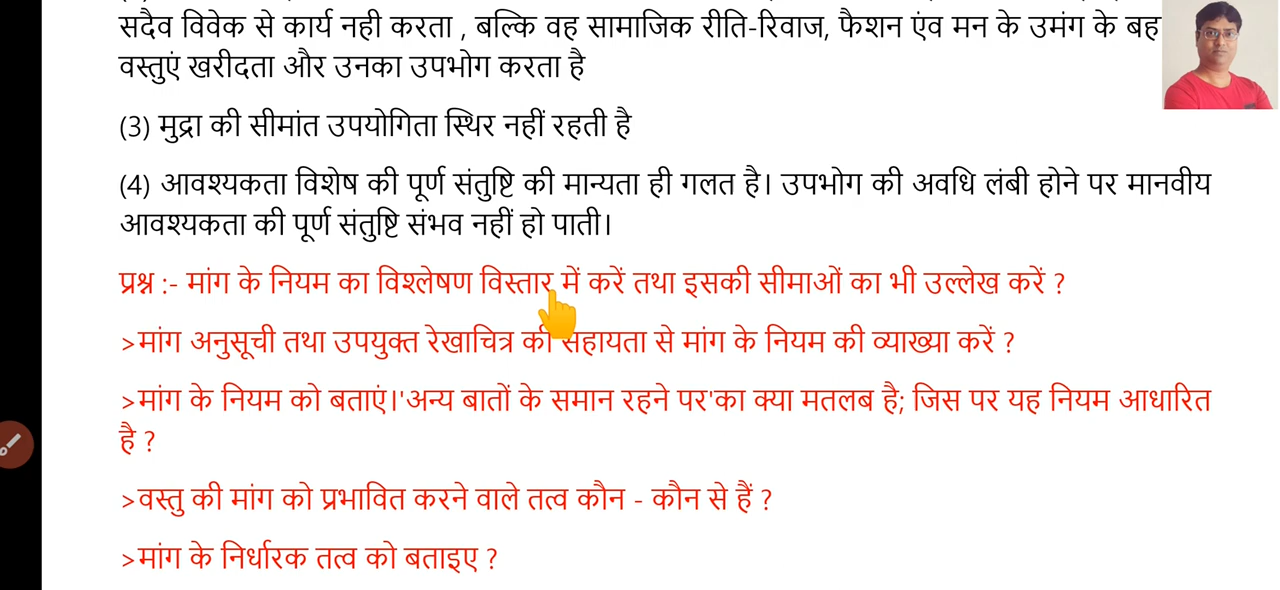 सदैव विवेक से कार्य नही करता , बल्कि वह सामाजिक रीति-रिवाज, फैशन एंव मन के उमंग के बह
वस्तुएं खरीदता और उनका उपभोग करता है
(3) मुद्रा की सीमांत उपयोगिता स्थिर नहीं रहती है
(4) आवश्यकता विशेष की पूर्ण संतुष्टि की मान्यता ही गलत है। उपभोग की अवधि लंबी होने पर मानवीय
आवश्यकता की पूर्ण संतुष्टि संभव नहीं हो पाती।
प्रश्न :- मांग के नियम का विश्लेषण विस्तार में करें तथा इसकी सीमाओं का भी उल्लेख करें ?
>मांग अनुसूची तथा उपयुक्त रेखाचित्र की सहायता से मांग के नियम की व्याख्या करें ?
>मांग के नियम को बताएं।'अन्य बातों के समान रहने पर'का क्या मतलब है; जिस पर यह नियम आधारित
है ?
>वस्तु की मांग को प्रभावित करने वाले तत्व कौन - कौन से हैं ?
>मांग के निर्धारक तत्व को बताइए ?